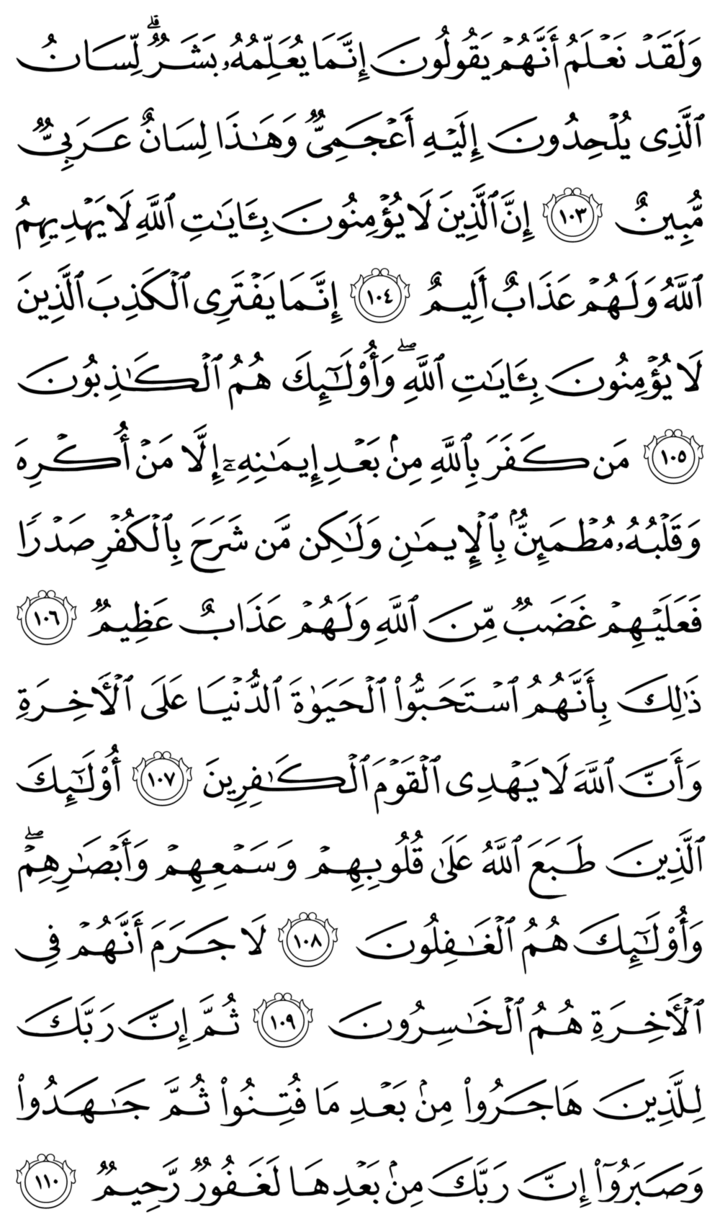 وَلَقَدۡ نَعۡلَمُ أَنَّهُمۡ يَقُولُونَ إِنَّمَا يُعَلِّمُهُۥ بَشَرٞۗ لِّسَانُ
ٱلَّذِي يُلۡحِدُونَ إِلَيۡهِ أَعۡجَمِيّٞ وَهَٰذَا لِسَانٌ عَرَبِيّٞ
مُّبِينٌ ١٠٣ إِنَّ ٱلَّذِينَ لَا يُؤۡمِنُونَ بِـَٔايَٰتِ ٱللَّهِ لَا يَهۡدِيهِمُ
ٱللَّهُ وَلَهُمۡ عَذَابٌ أَلِيمٌ ١٠٤ إِنَّمَا يَفۡتَرِي ٱلۡكَذِبَ ٱلَّذِينَ
لَا يُؤۡمِنُونَ بِـَٔايَٰتِ ٱللَّهِۖ وَأُوْلَٰٓئِكَ هُمُ ٱلۡكَٰذِبُونَ
١٠٥ مَن كَفَرَ بِٱللَّهِ مِنۢ بَعۡدِ إِيمَٰنِهِۦٓ إِلَّا مَنۡ أُكۡرِهَ
وَقَلۡبُهُۥ مُطۡمَئِنُّۢ بِٱلۡإِيمَٰنِ وَلَٰكِن مَّن شَرَحَ بِٱلۡكُفۡرِ صَدۡرٗا
فَعَلَيۡهِمۡ غَضَبٞ مِّنَ ٱللَّهِ وَلَهُمۡ عَذَابٌ عَظِيمٞ ١٠٦
ذَٰلِكَ بِأَنَّهُمُ ٱسۡتَحَبُّواْ ٱلۡحَيَوٰةَ ٱلدُّنۡيَا عَلَى ٱلۡأٓخِرَةِ
وَأَنَّ ٱللَّهَ لَا يَهۡدِي ٱلۡقَوۡمَ ٱلۡكَٰفِرِينَ ١٠٧ أُوْلَٰٓئِكَ
ٱلَّذِينَ طَبَعَ ٱللَّهُ عَلَىٰ قُلُوبِهِمۡ وَسَمۡعِهِمۡ وَأَبۡصَٰرِهِمۡۖ
وَأُوْلَٰٓئِكَ هُمُ ٱلۡغَٰفِلُونَ ١٠٨ لَا جَرَمَ أَنَّهُمۡ فِي
ٱلۡأٓخِرَةِ هُمُ ٱلۡخَٰسِرُونَ ١٠٩ ثُمَّ إِنَّ رَبَّكَ
لِلَّذِينَ هَاجَرُواْ مِنۢ بَعۡدِ مَا فُتِنُواْ ثُمَّ جَٰهَدُواْ
وَصَبَرُوٓاْ إِنَّ رَبَّكَ مِنۢ بَعۡدِهَا لَغَفُورٞ رَّحِيمٞ ١١٠